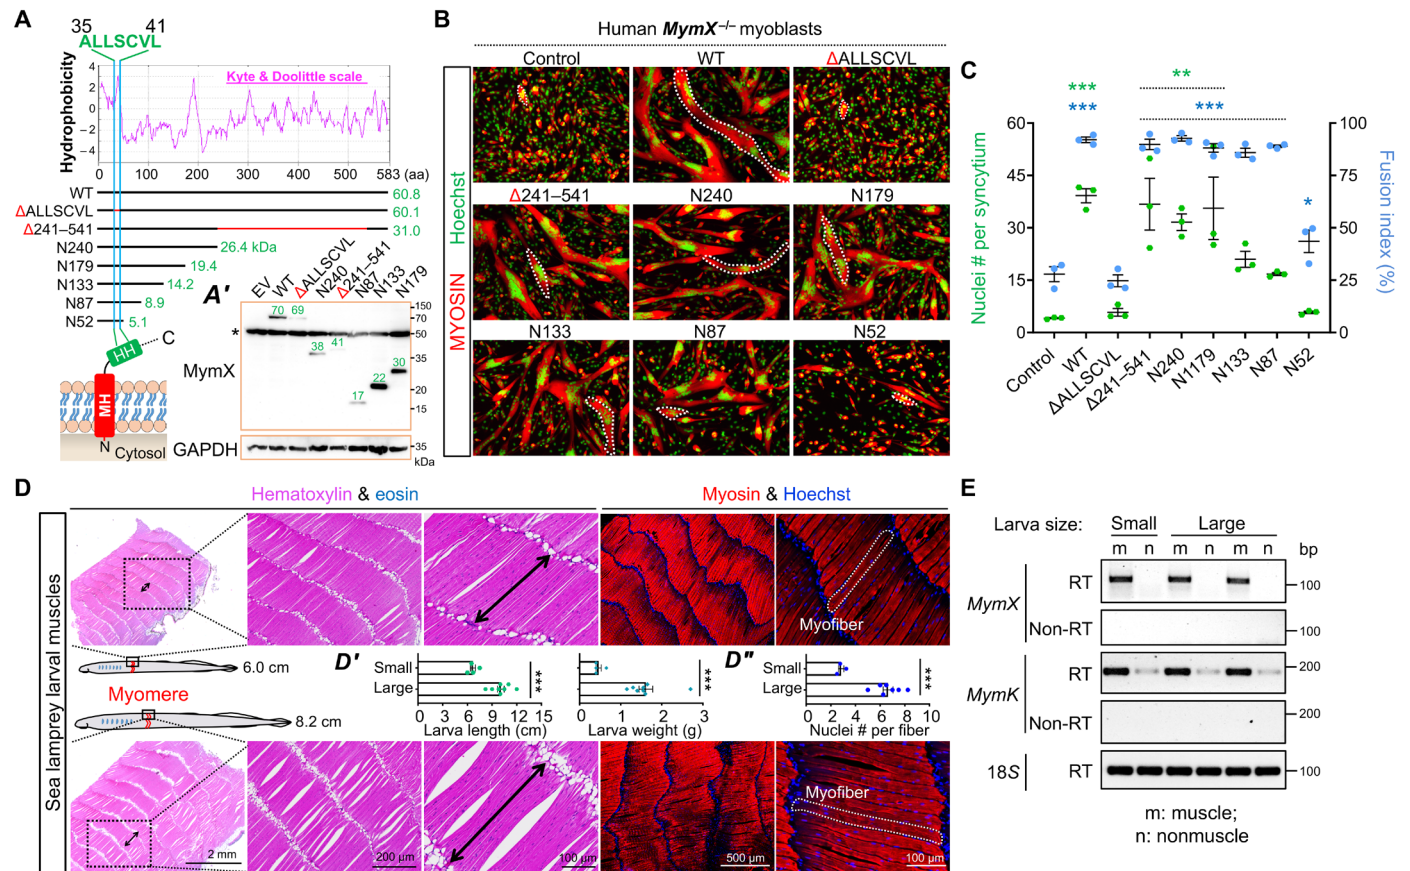 A
35 41
ALLSCVL
Hydrophobicity
Kyte & Doolittle scale
4
2
0
−2
−4
0 100 200 300 400 500 583 (aa)
WT 60.8
ΔALLSCVL 60.1
Δ241–541 31.0
N240 26.4 kDa
N179 19.4
N133 14.2
N87 8.9
N52 5.1
HH
C
MH
N
Cytosol
A′
EV WT ΔALLSCVL N240 Δ241–541 N87 N133 N179
150
70
50
35
20
15
70 69 38 41 17 22 30
*
MymX
GAPDH
35
kDa
B
Human MymX–/– myoblasts
Control WT ΔALLSCVL
Δ241–541 N240 N179
N133 N87 N52
MYOSIN Hoechst
C
*** **
*** ***
*
Nuclei # per syncytium
60
45
30
15
0
Fusion index (%)
100
75
50
25
0
Control WT ΔALLSCVL Δ241–541 N240 N1179 N133 N87 N52
D
Hematoxylin & eosin
Myosin & Hoechst
Sea lamprey larval muscles
Myofiber
6.0 cm
Myomere
8.2 cm
D′
Small
Large
***
0 3 6 9 12 15
Larva length (cm)
***
0 1 2 3
Larva weight (g)
D″
Small
Large
***
0 2 4 6 8 10
Nuclei # per fiber
Myofiber
2 mm
200 µm
100 µm
500 µm
100 µm
E
Larva size: Small Large
m n m n m n bp
MymX
RT 100
Non-RT 100
MymK
RT 200
Non-RT 200
18S RT 100
m: muscle;
n: nonmuscle